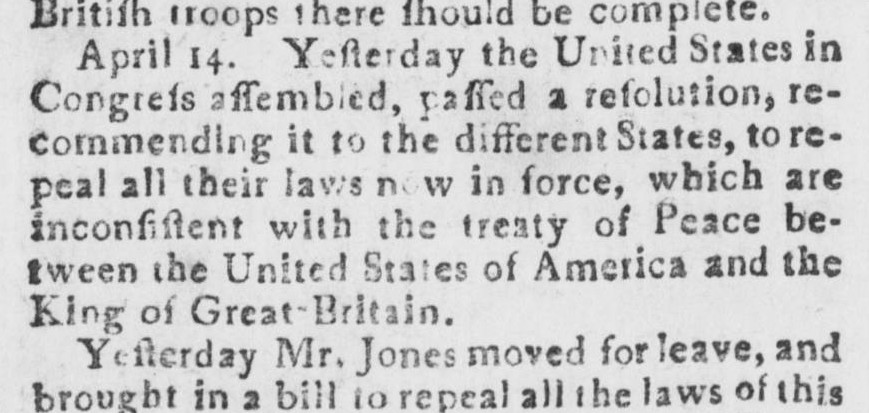 Britiſh troops there ſhould be complete.
April 14. Yeſterday the United States in
Congreſs aſſembled, paſſed a reſolution, re-
commending it to the different States, to re-
peal all their laws now in force, which are
inconſiſtent with the treaty of Peace be-
tween the United States of America and the
King of Great-Britain.
Yeſterday Mr. Jones moved for leave, and
brought in a bill to repeal all the laws of this